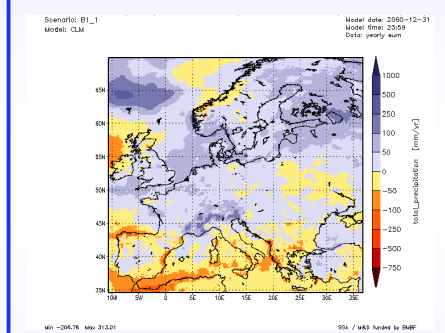 Scenario: B1_1
Model: CLM
Model date: 2060-12-31
Model time: 23:59
Data: yearly sum
65N
60N
55N
50N
45N
40N
35N
10W 5W 0 5E 10E 15E 20E 25E 30E 35E
1000
500
250
100
50
0
-50
-100
-250
-500
-750
total_precipitation [mm/yr]
Min -206.76 Max 313.01
SGA / M&D funded by BMBF